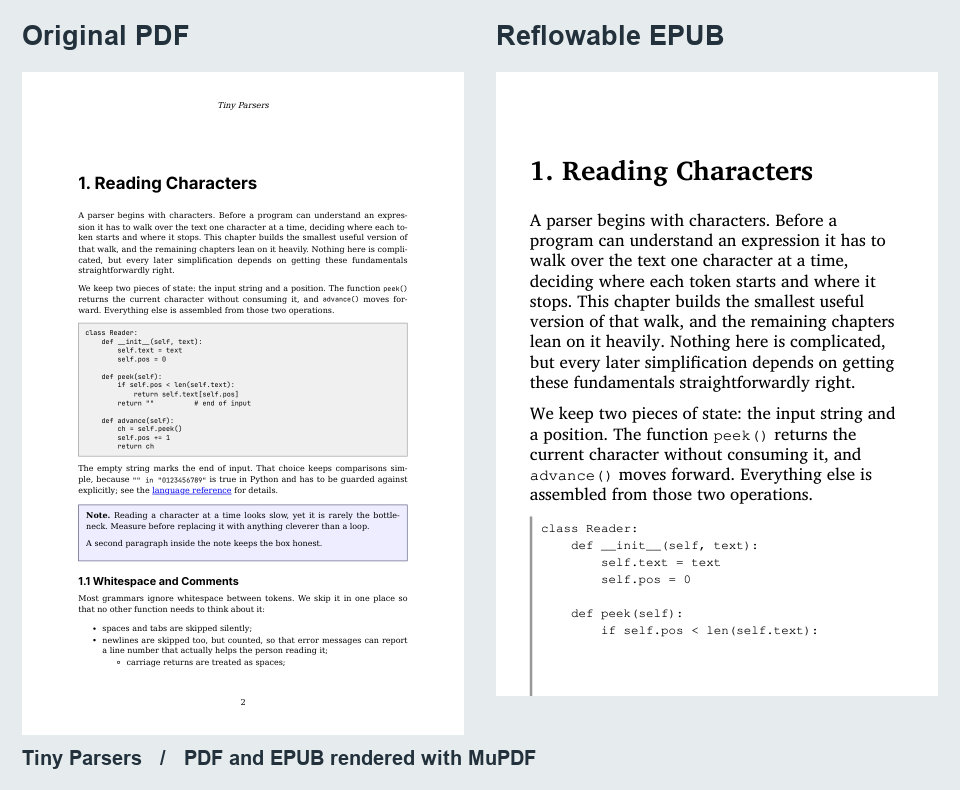 Original PDF
Tiny Parsers
1. Reading Characters
A parser begins with characters. Before a program can understand an expres-
sion it has to walk over the text one character at a time, deciding where each to-
ken starts and where it stops. This chapter builds the smallest useful version of
that walk, and the remaining chapters lean on it heavily. Nothing here is compli-
cated, but every later simplification depends on getting these fundamentals
straightforwardly right.
We keep two pieces of state: the input string and a position. The function peek()
returns the current character without consuming it, and advance() moves for-
ward. Everything else is assembled from those two operations.
class Reader:
    def __init__(self, text):
        self.text = text
        self.pos = 0

    def peek(self):
        if self.pos < len(self.text):
            return self.text[self.pos]
        return ""          # end of input

    def advance(self):
        ch = self.peek()
        self.pos += 1
        return ch
The empty string marks the end of input. That choice keeps comparisons sim-
ple, because "" in "0123456789" is true in Python and has to be guarded against
explicitly; see the language reference for details.
Note. Reading a character at a time looks slow, yet it is rarely the bottle-
neck. Measure before replacing it with anything cleverer than a loop.
A second paragraph inside the note keeps the box honest.
1.1 Whitespace and Comments
Most grammars ignore whitespace between tokens. We skip it in one place so
that no other function needs to think about it:
• spaces and tabs are skipped silently;
• newlines are skipped too, but counted, so that error messages can report
a line number that actually helps the person reading it;
◦ carriage returns are treated as spaces;
2
Reflowable EPUB
1. Reading Characters
A parser begins with characters. Before a
program can understand an expression it has to
walk over the text one character at a time,
deciding where each token starts and where it
stops. This chapter builds the smallest useful
version of that walk, and the remaining chapters
lean on it heavily. Nothing here is complicated,
but every later simplification depends on getting
these fundamentals straightforwardly right.
We keep two pieces of state: the input string and
a position. The function peek() returns the
current character without consuming it, and
advance() moves forward. Everything else is
assembled from those two operations.
class Reader:
    def __init__(self, text):
        self.text = text
        self.pos = 0

    def peek(self):
        if self.pos < len(self.text):
Tiny Parsers / PDF and EPUB rendered with MuPDF